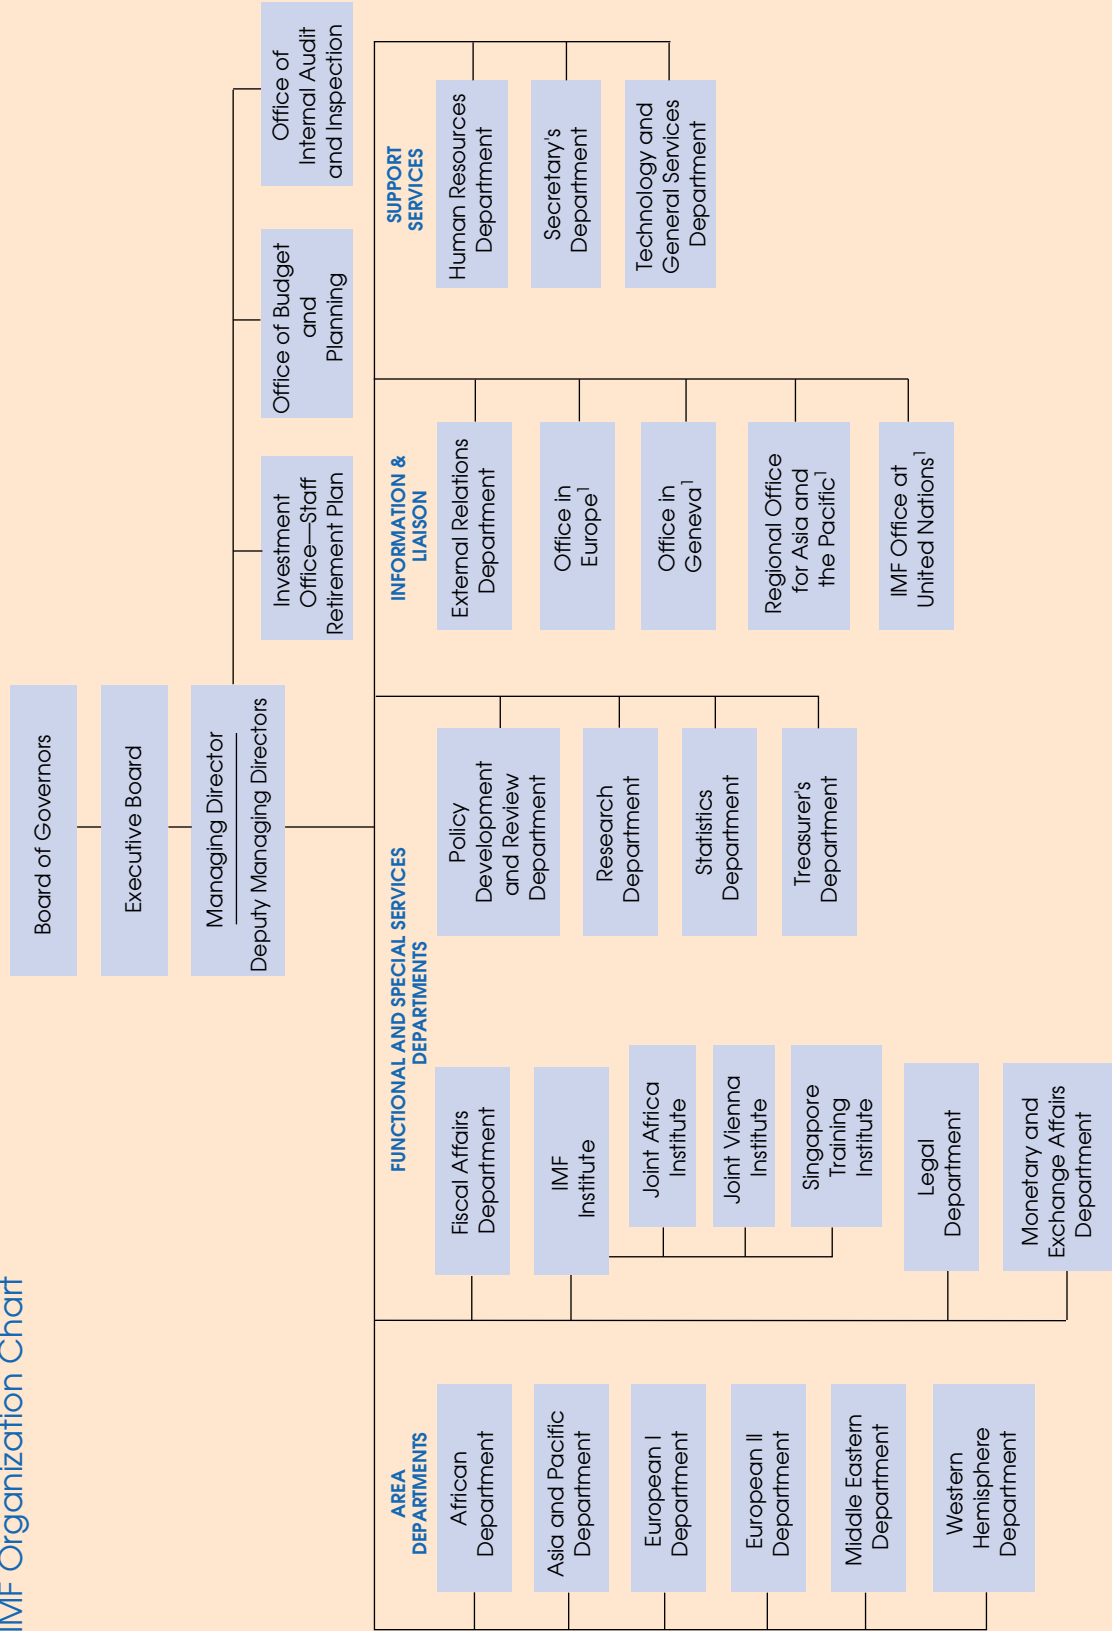 IMF Organization Chart
Board of Governors
Executive Board
Managing Director
Deputy Managing Directors
Investment
Office—Staff
Retirement Plan
Office of Budget
and
Planning
Office of
Internal Audit
and Inspection
AREA
DEPARTMENTS
African
Department
Asia and Pacific
Department
European I
Department
European II
Department
Middle Eastern
Department
Western
Hemisphere
Department
FUNCTIONAL AND SPECIAL SERVICES
DEPARTMENTS
Fiscal Affairs
Department
IMF
Institute
Joint Africa
Institute
Joint Vienna
Institute
Singapore
Training
Institute
Legal
Department
Monetary and
Exchange Affairs
Department
Policy
Development
and Review
Department
Research
Department
Statistics
Department
Treasurer's
Department
INFORMATION &
LIAISON
External Relations
Department
Office in
Europe1
Office in
Geneva1
Regional Office
for Asia and
the Pacific1
IMF Office at
United Nations1
SUPPORT
SERVICES
Human Resources
Department
Secretary's
Department
Technology and
General Services
Department